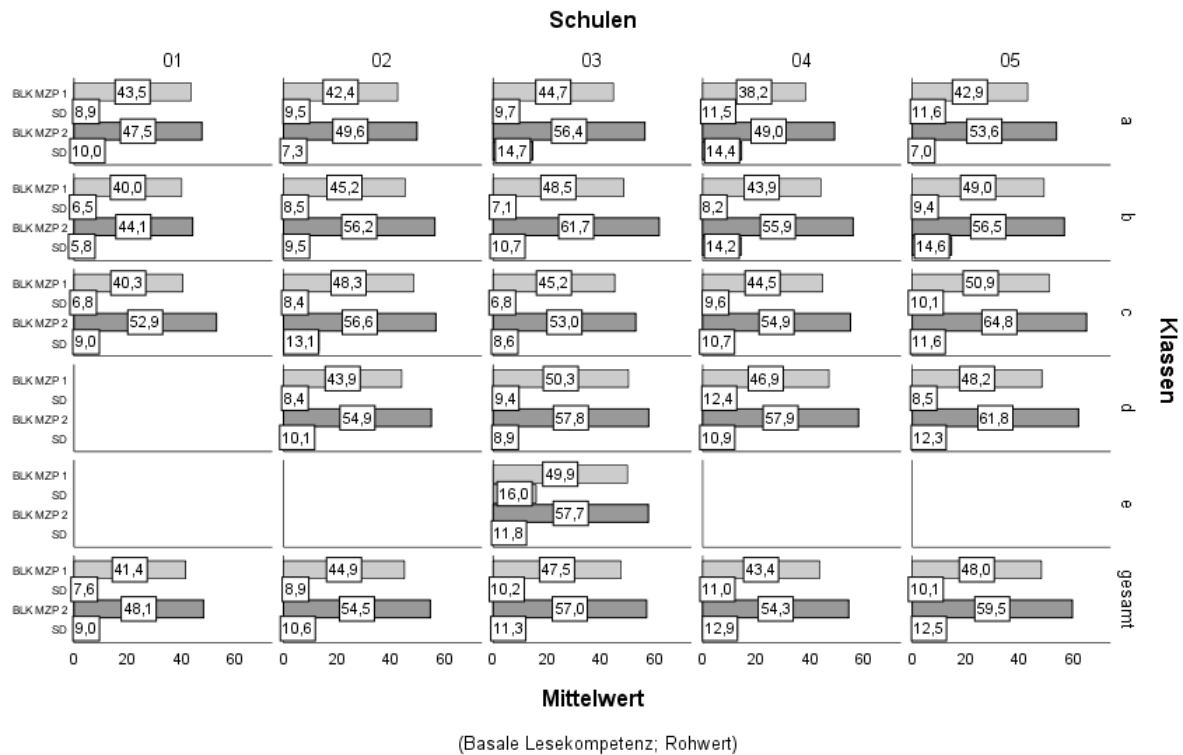 Schulen
01 02 03 04 05
BLK MZP 1 43,5 42,4 44,7 38,2 42,9
SD 8,9 9,5 9,7 11,5 11,6
BLK MZP 2 47,5 49,6 56,4 49,0 53,6
SD 10,0 7,3 14,7 14,4 7,0
a
BLK MZP 1 40,0 45,2 48,5 43,9 49,0
SD 6,5 8,5 7,1 8,2 9,4
BLK MZP 2 44,1 56,2 61,7 55,9 56,5
SD 5,8 9,5 10,7 14,2 14,6
b
BLK MZP 1 40,3 48,3 45,2 44,5 50,9
SD 6,8 8,4 6,8 9,6 10,1
BLK MZP 2 52,9 56,6 53,0 54,9 64,8
SD 9,0 13,1 8,6 10,7 11,6
c
BLK MZP 1 43,9 50,3 46,9 48,2
SD 8,4 9,4 12,4 8,5
BLK MZP 2 54,9 57,8 57,9 61,8
SD 10,1 8,9 10,9 12,3
d
BLK MZP 1 49,9
SD 16,0
BLK MZP 2 57,7
SD 11,8
e
BLK MZP 1 41,4 44,9 47,5 43,4 48,0
SD 7,6 8,9 10,2 11,0 10,1
BLK MZP 2 48,1 54,5 57,0 54,3 59,5
SD 9,0 10,6 11,3 12,9 12,5
gesamt
Klassen
0 20 40 60 0 20 40 60 0 20 40 60 0 20 40 60 0 20 40 60
Mittelwert
(Basale Lesekompetenz; Rohwert)